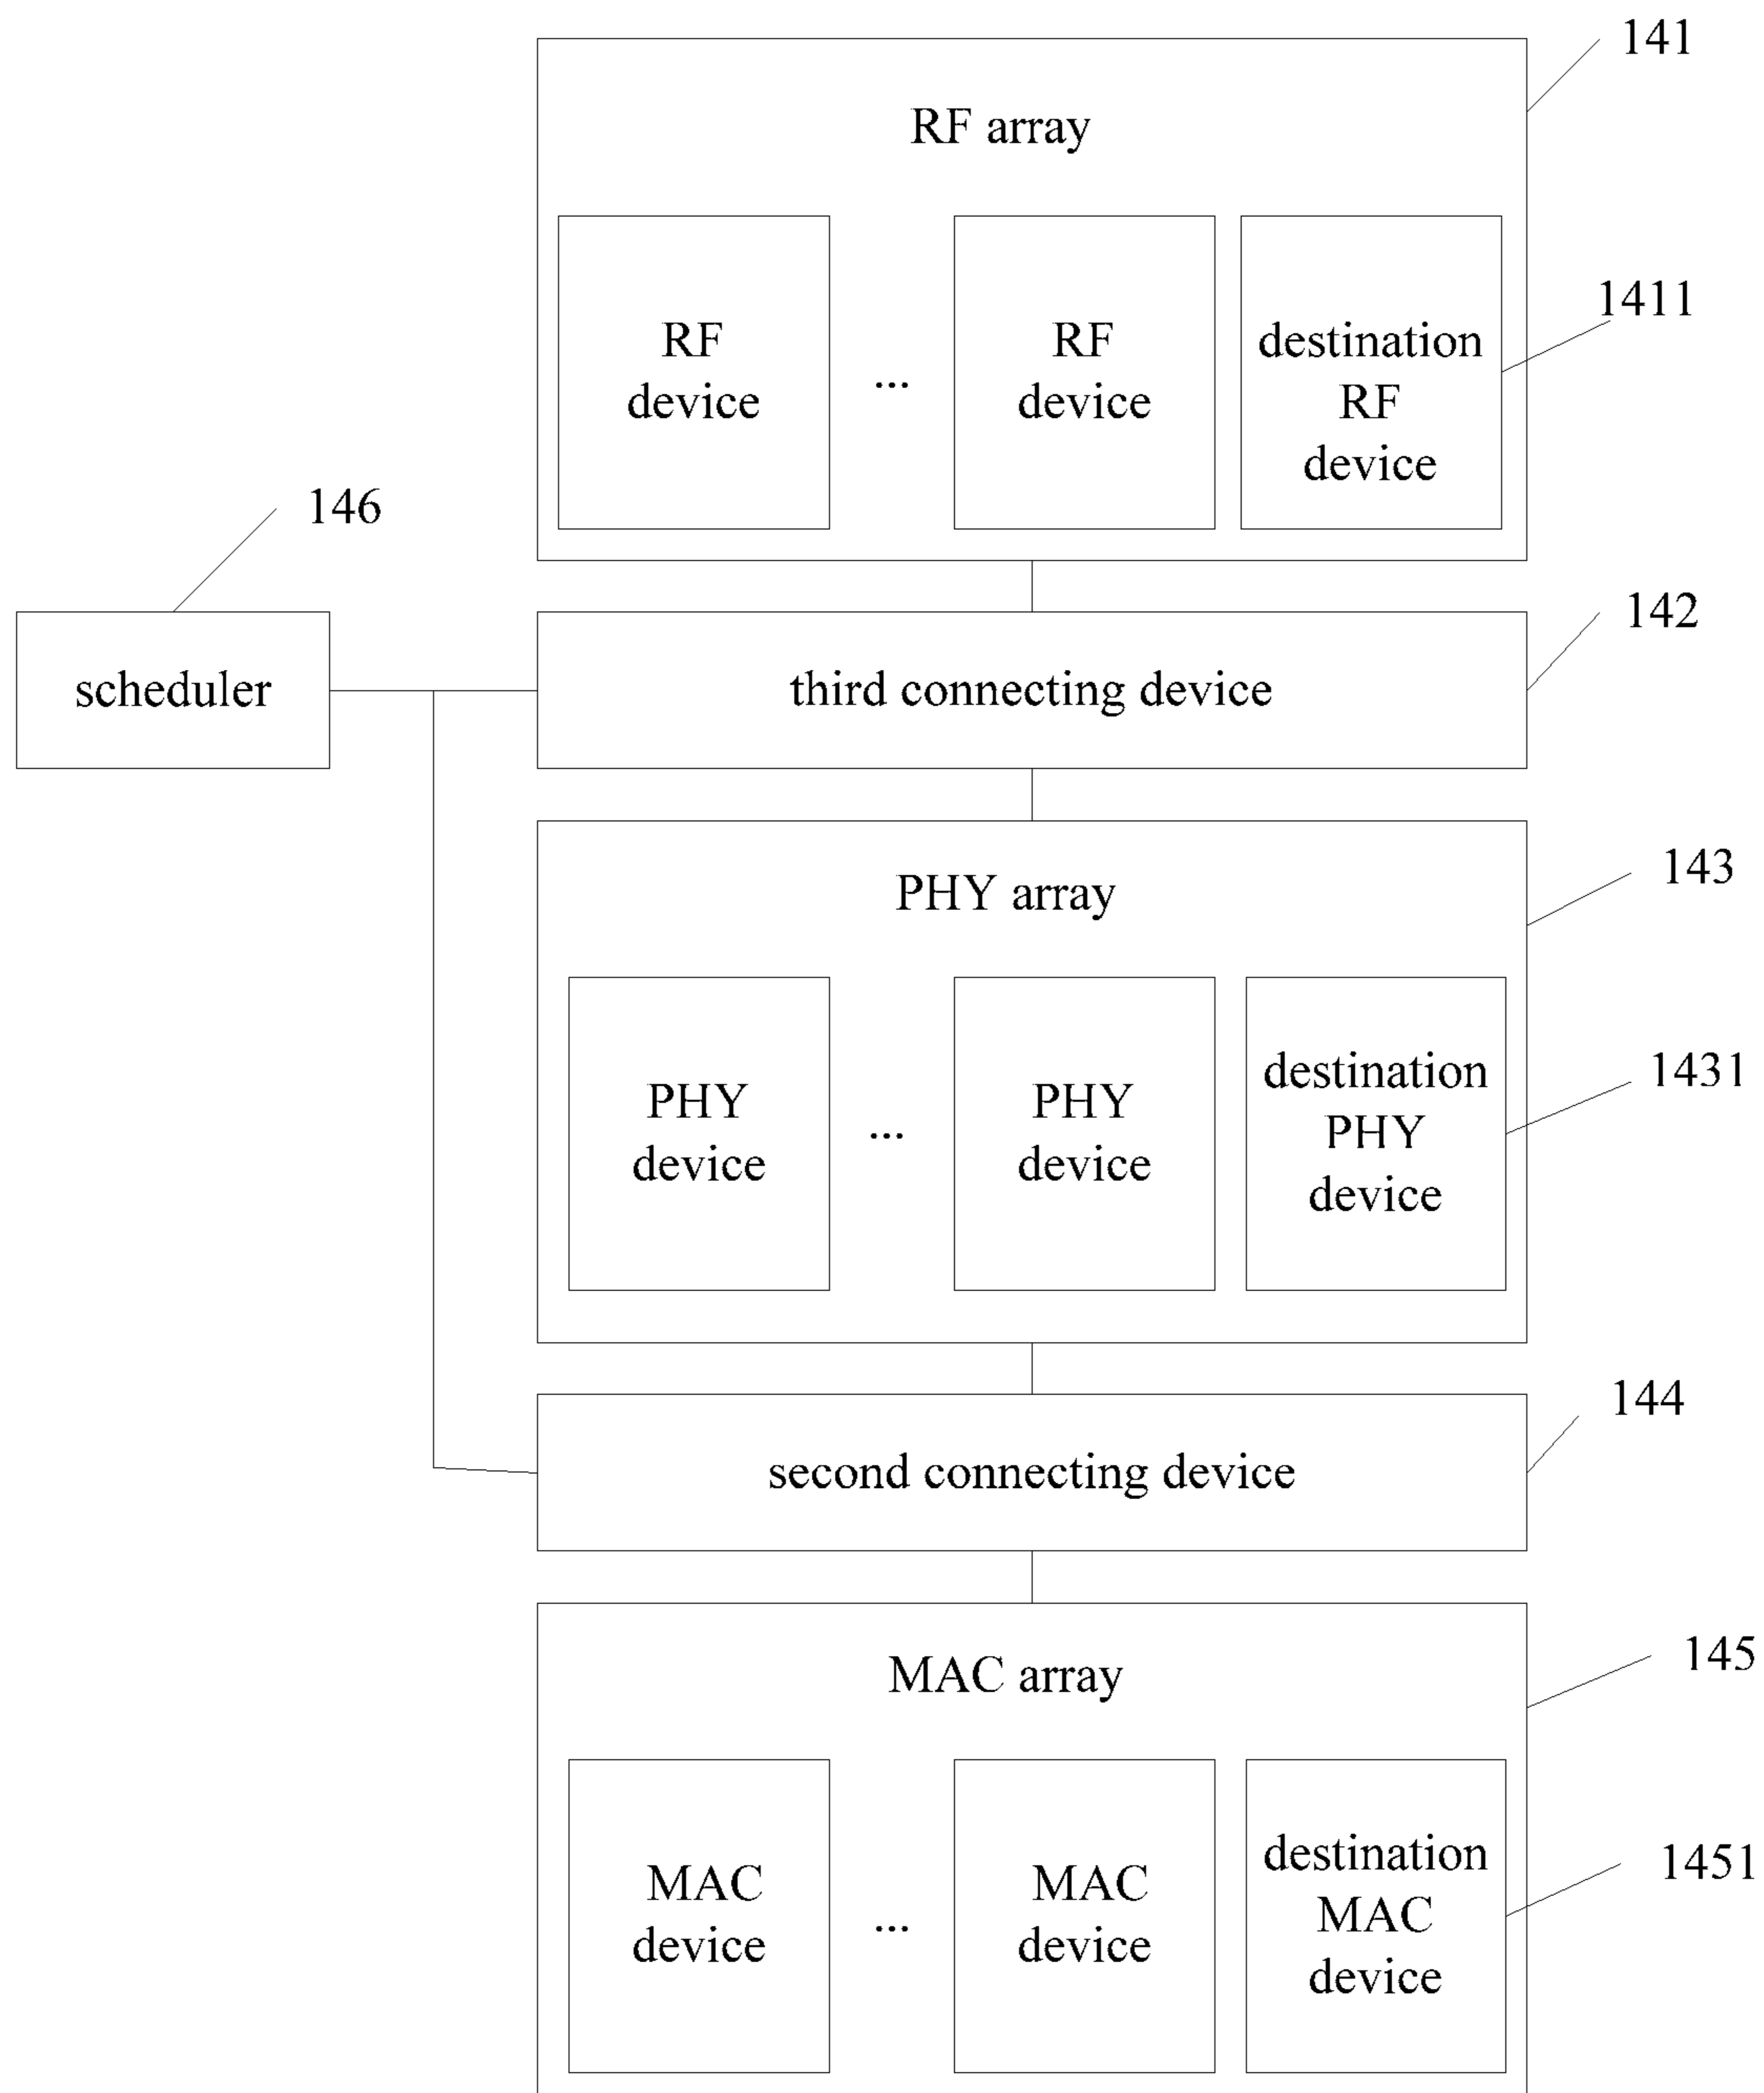 141
RF array
1411
RF
device
...
RF
device
destination
RF
device
146
scheduler
142
third connecting device
143
PHY array
1431
PHY
device
...
PHY
device
destination
PHY
device
144
second connecting device
145
MAC array
1451
MAC
device
...
MAC
device
destination
MAC
device